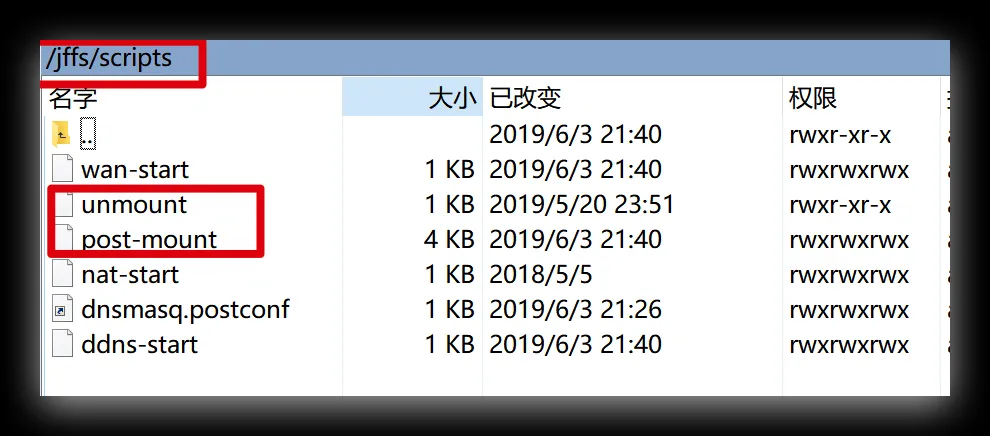 /jffs/scripts
名字 大小 已改变 权限
.. 2019/6/3 21:40 rwxr-xr-x
wan-start 1 KB 2019/6/3 21:40 rwxrwxrwx
unmount 1 KB 2019/5/20 23:51 rwxr-xr-x
post-mount 4 KB 2019/6/3 21:40 rwxrwxrwx
nat-start 1 KB 2018/5/5 rwxrwxrwx
dnsmasq.postconf 1 KB 2019/6/3 21:26 rwxrwxrwx
ddns-start 1 KB 2019/6/3 21:40 rwxrwxrwx